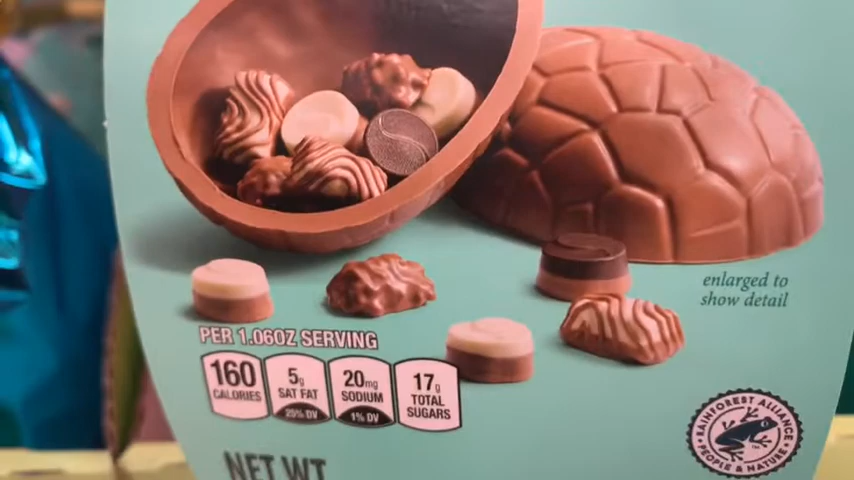 enlarged to
show detail
PER 1.06OZ SERVING
160
CALORIES
5g
SAT FAT
25% DV
20mg
SODIUM
1% DV
17g
TOTAL
SUGARS
RAINFOREST ALLIANCE
PEOPLE & NATURE
NET WT